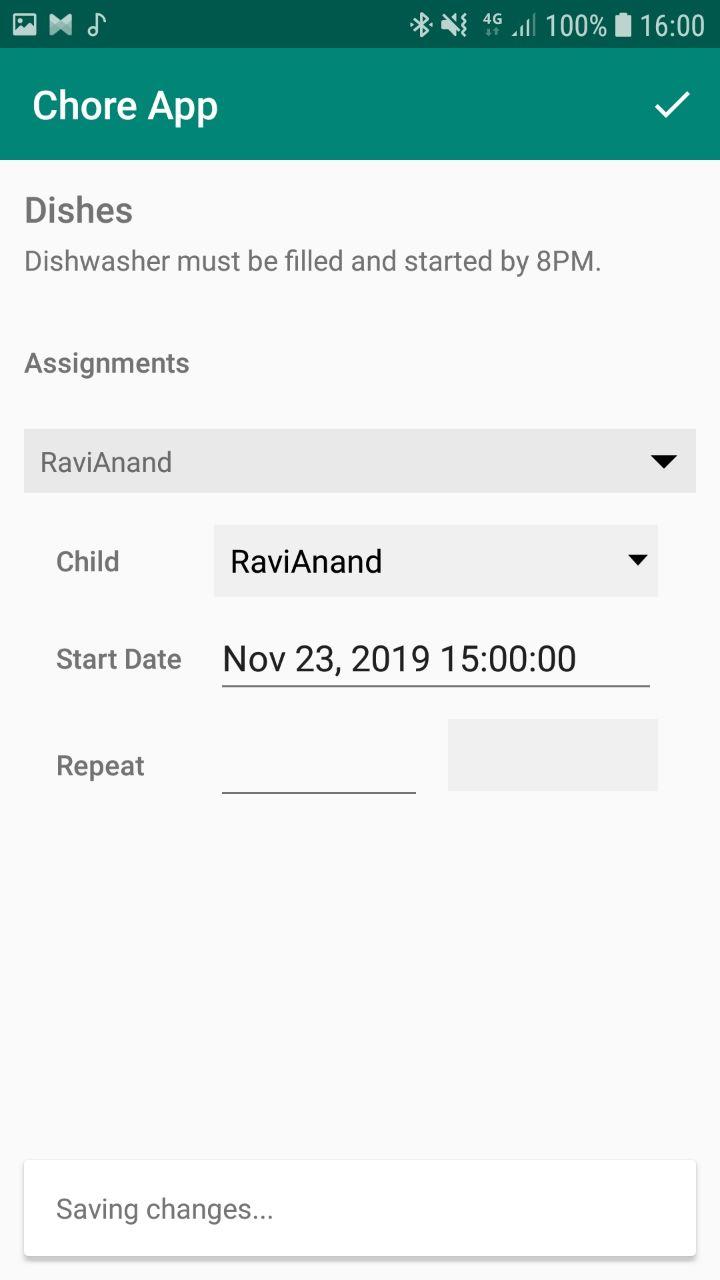 4G 100% 16:00
Chore App
Dishes
Dishwasher must be filled and started by 8PM.
Assignments
RaviAnand
Child RaviAnand
Start Date Nov 23, 2019 15:00:00
Repeat
Saving changes...